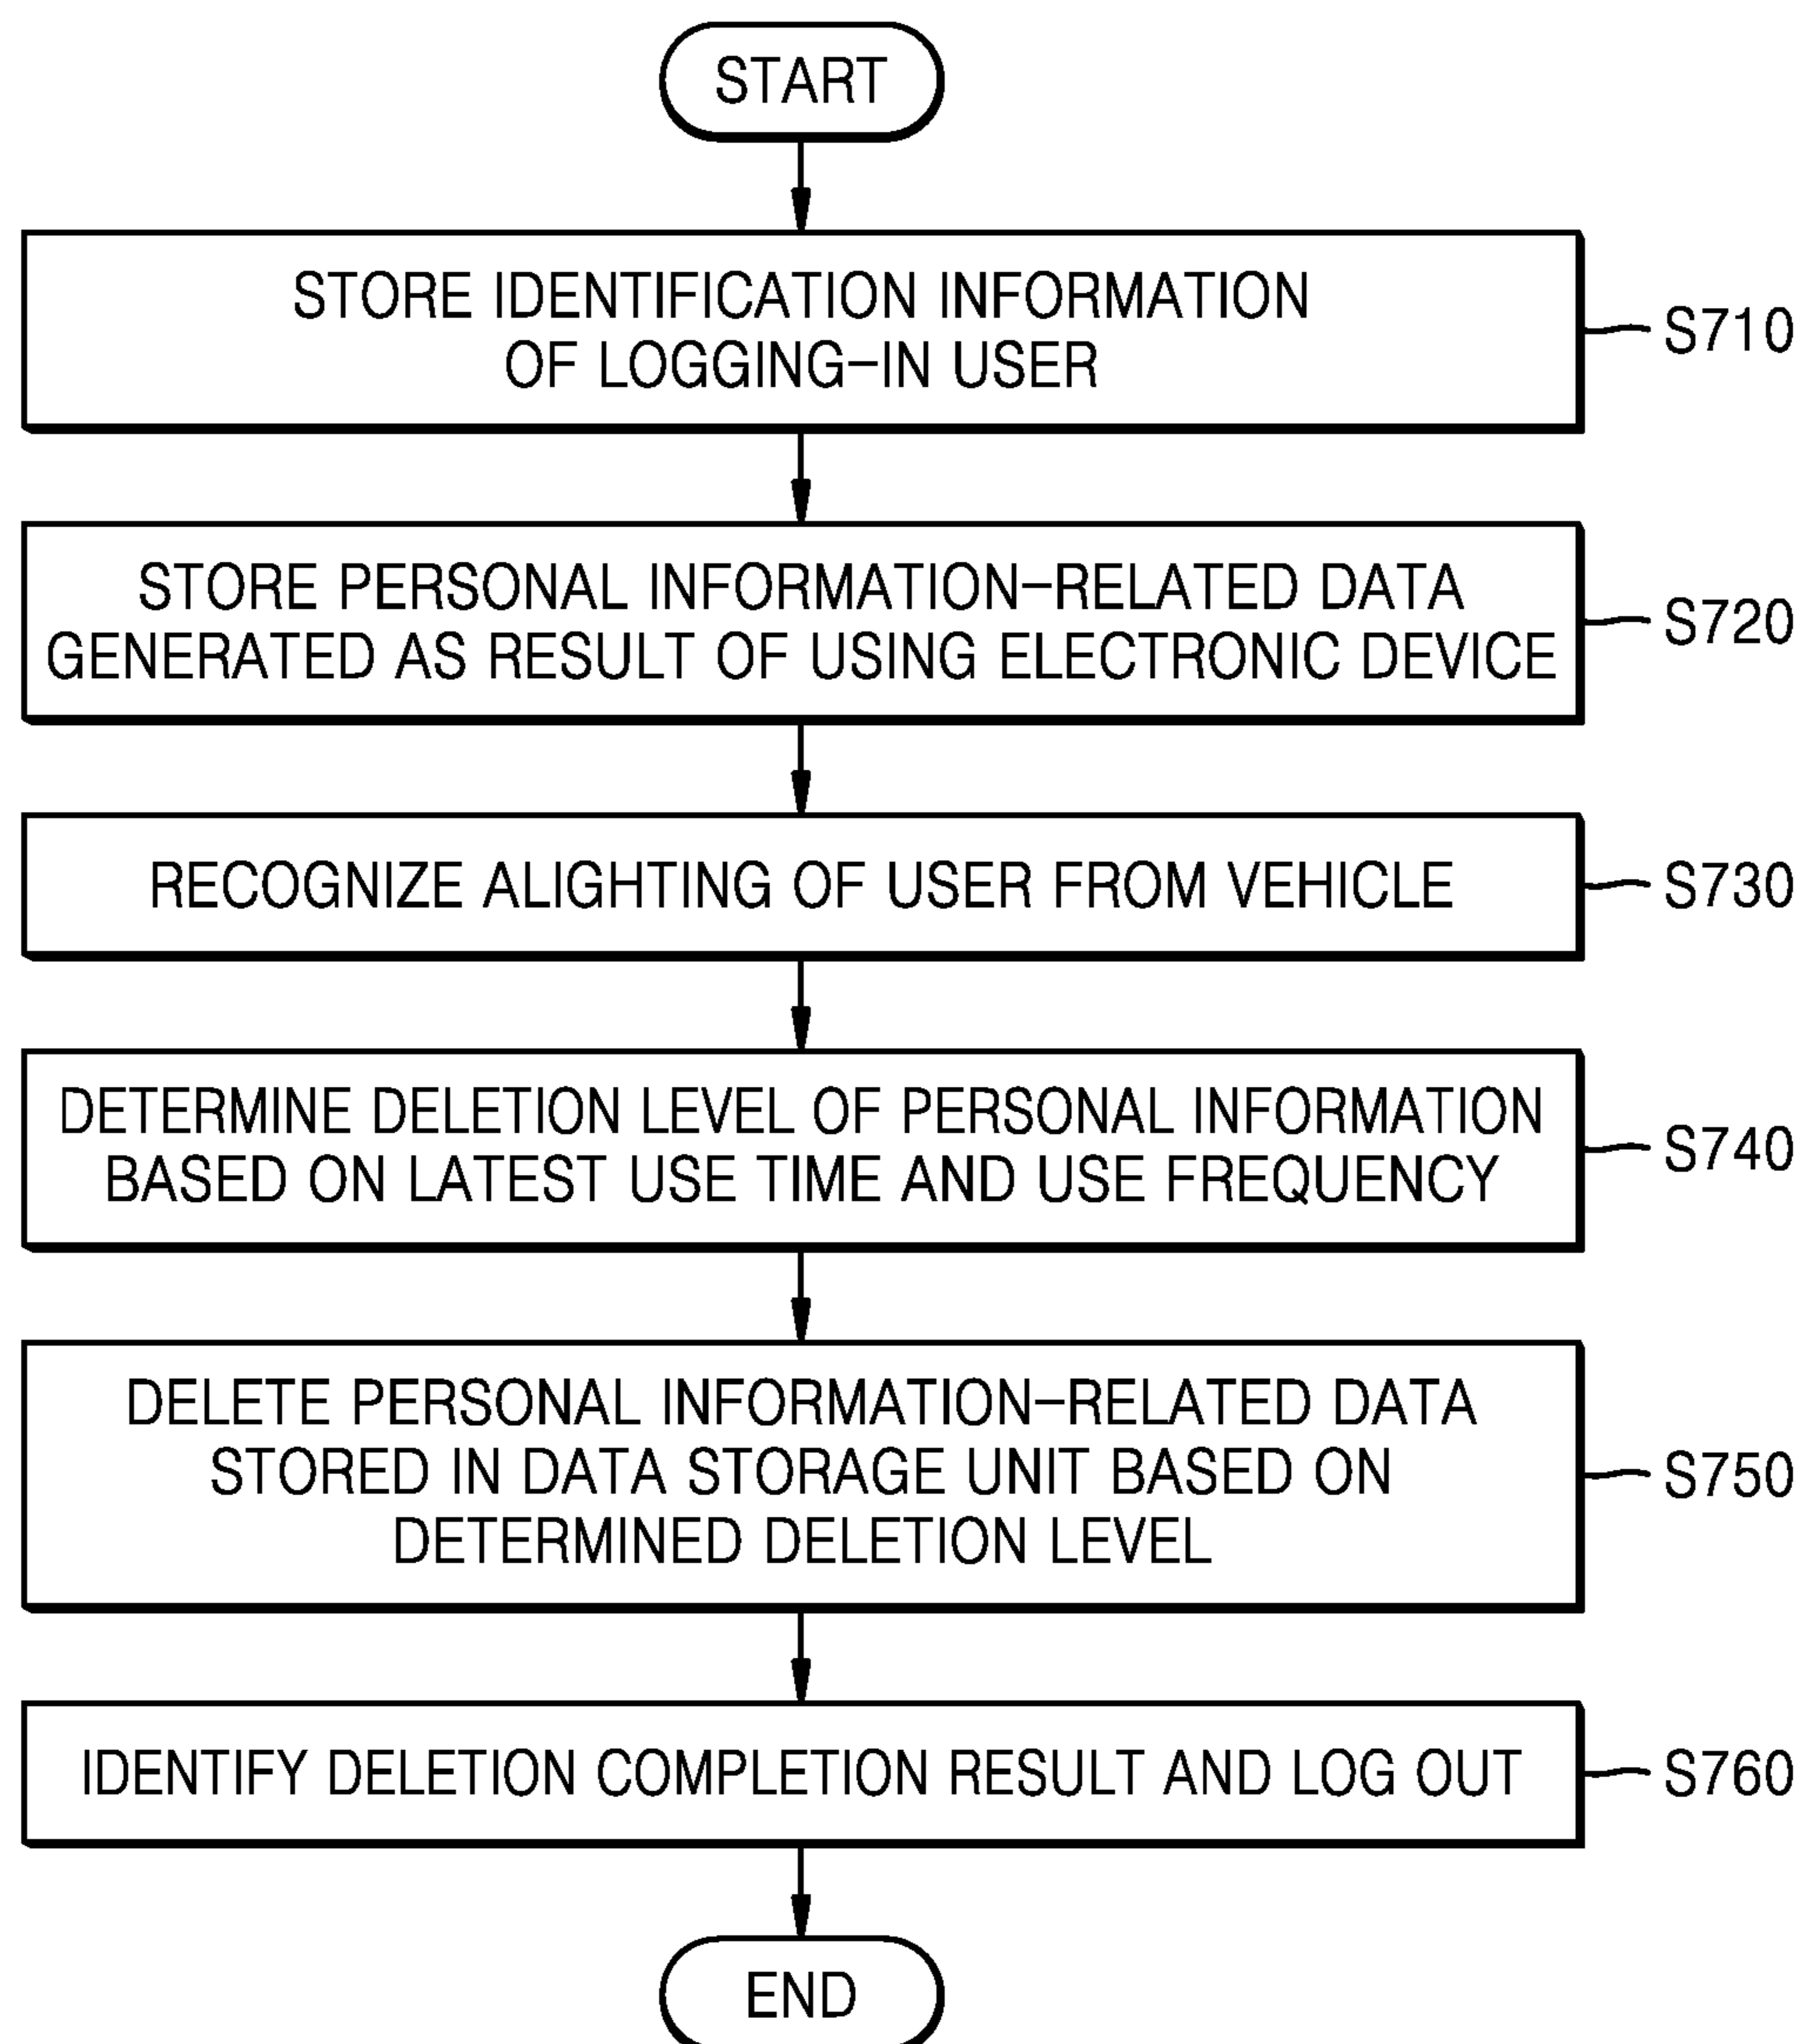 START
STORE IDENTIFICATION INFORMATION
OF LOGGING-IN USER
S710
STORE PERSONAL INFORMATION-RELATED DATA
GENERATED AS RESULT OF USING ELECTRONIC DEVICE
S720
RECOGNIZE ALIGHTING OF USER FROM VEHICLE
S730
DETERMINE DELETION LEVEL OF PERSONAL INFORMATION
BASED ON LATEST USE TIME AND USE FREQUENCY
S740
DELETE PERSONAL INFORMATION-RELATED DATA
STORED IN DATA STORAGE UNIT BASED ON
DETERMINED DELETION LEVEL
S750
IDENTIFY DELETION COMPLETION RESULT AND LOG OUT
S760
END